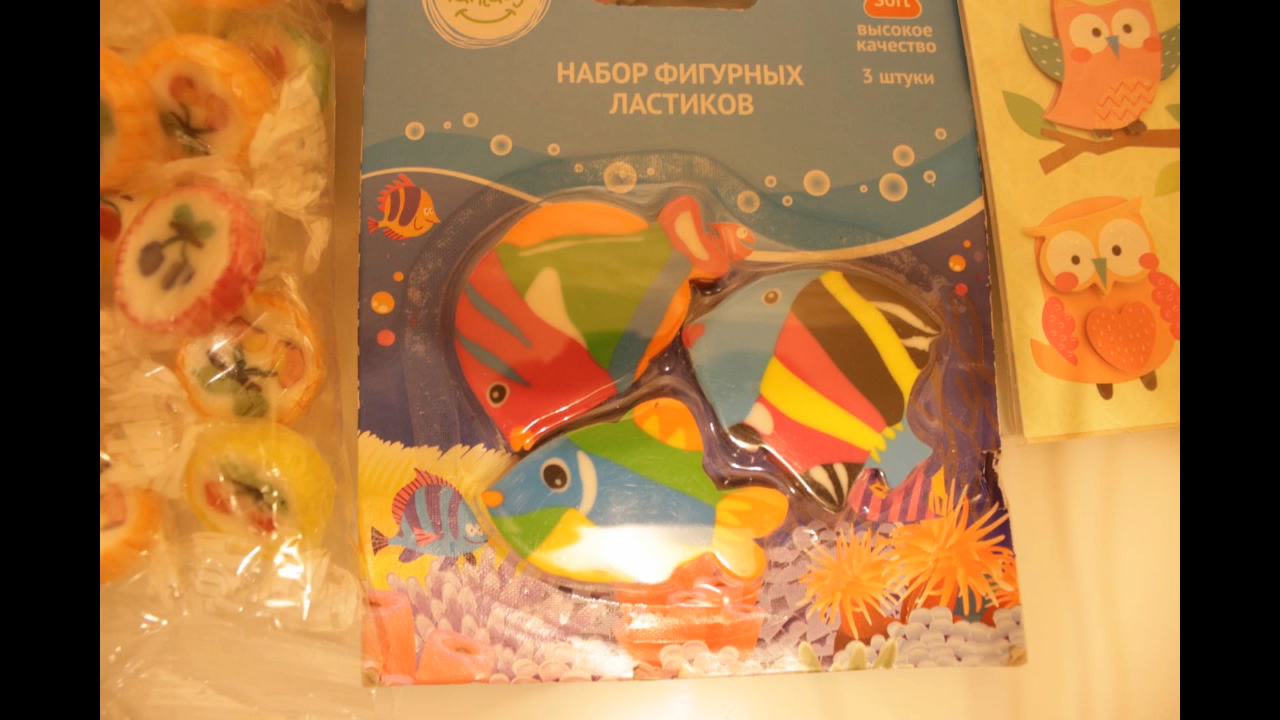 Soft
ВЫСОКОЕ
КАЧЕСТВО
3 штуки
НАБОР ФИГУРНЫХ
ЛАСТИКОВ